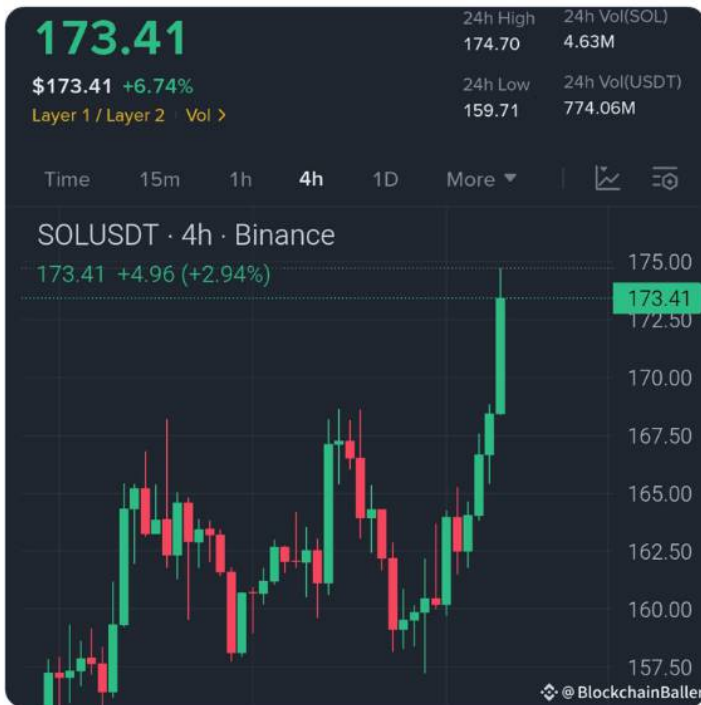 173.41
$173.41 +6.74%
Layer 1 / Layer 2 Vol >
24h High
174.70
24h Vol(SOL)
4.63M
24h Low
159.71
24h Vol(USDT)
774.06M
Time 15m 1h 4h 1D More
SOLUSDT · 4h · Binance
173.41 +4.96 (+2.94%)
175.00
173.41
172.50
170.00
167.50
165.00
162.50
160.00
157.50
@BlockchainBaller